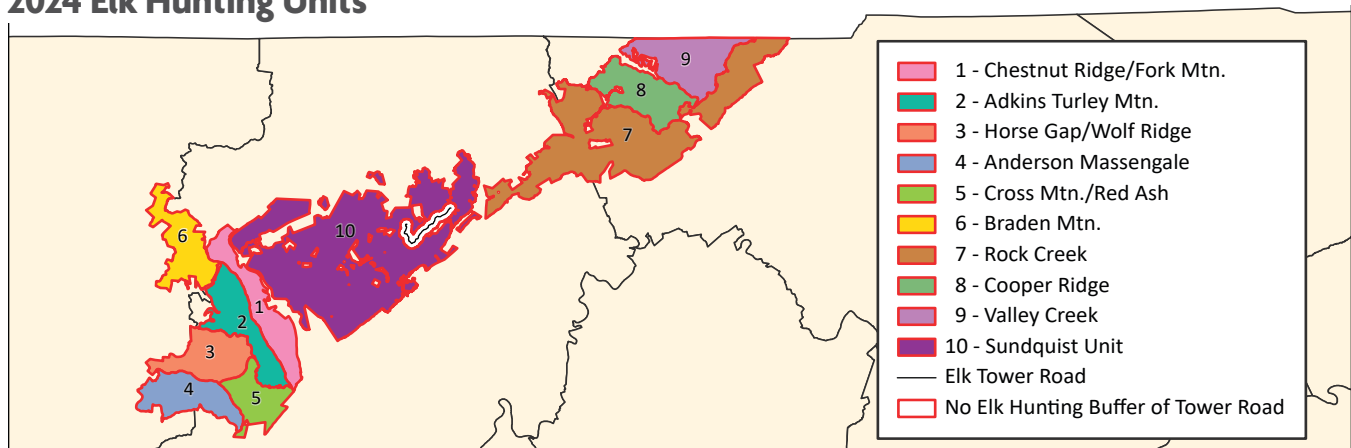 2024 Elk Hunting Units
9
8
7
10
6
1
2
3
4
5
1 - Chestnut Ridge/Fork Mtn.
2 - Adkins Turley Mtn.
3 - Horse Gap/Wolf Ridge
4 - Anderson Massengale
5 - Cross Mtn./Red Ash
6 - Braden Mtn.
7 - Rock Creek
8 - Cooper Ridge
9 - Valley Creek
10 - Sundquist Unit
Elk Tower Road
No Elk Hunting Buffer of Tower Road